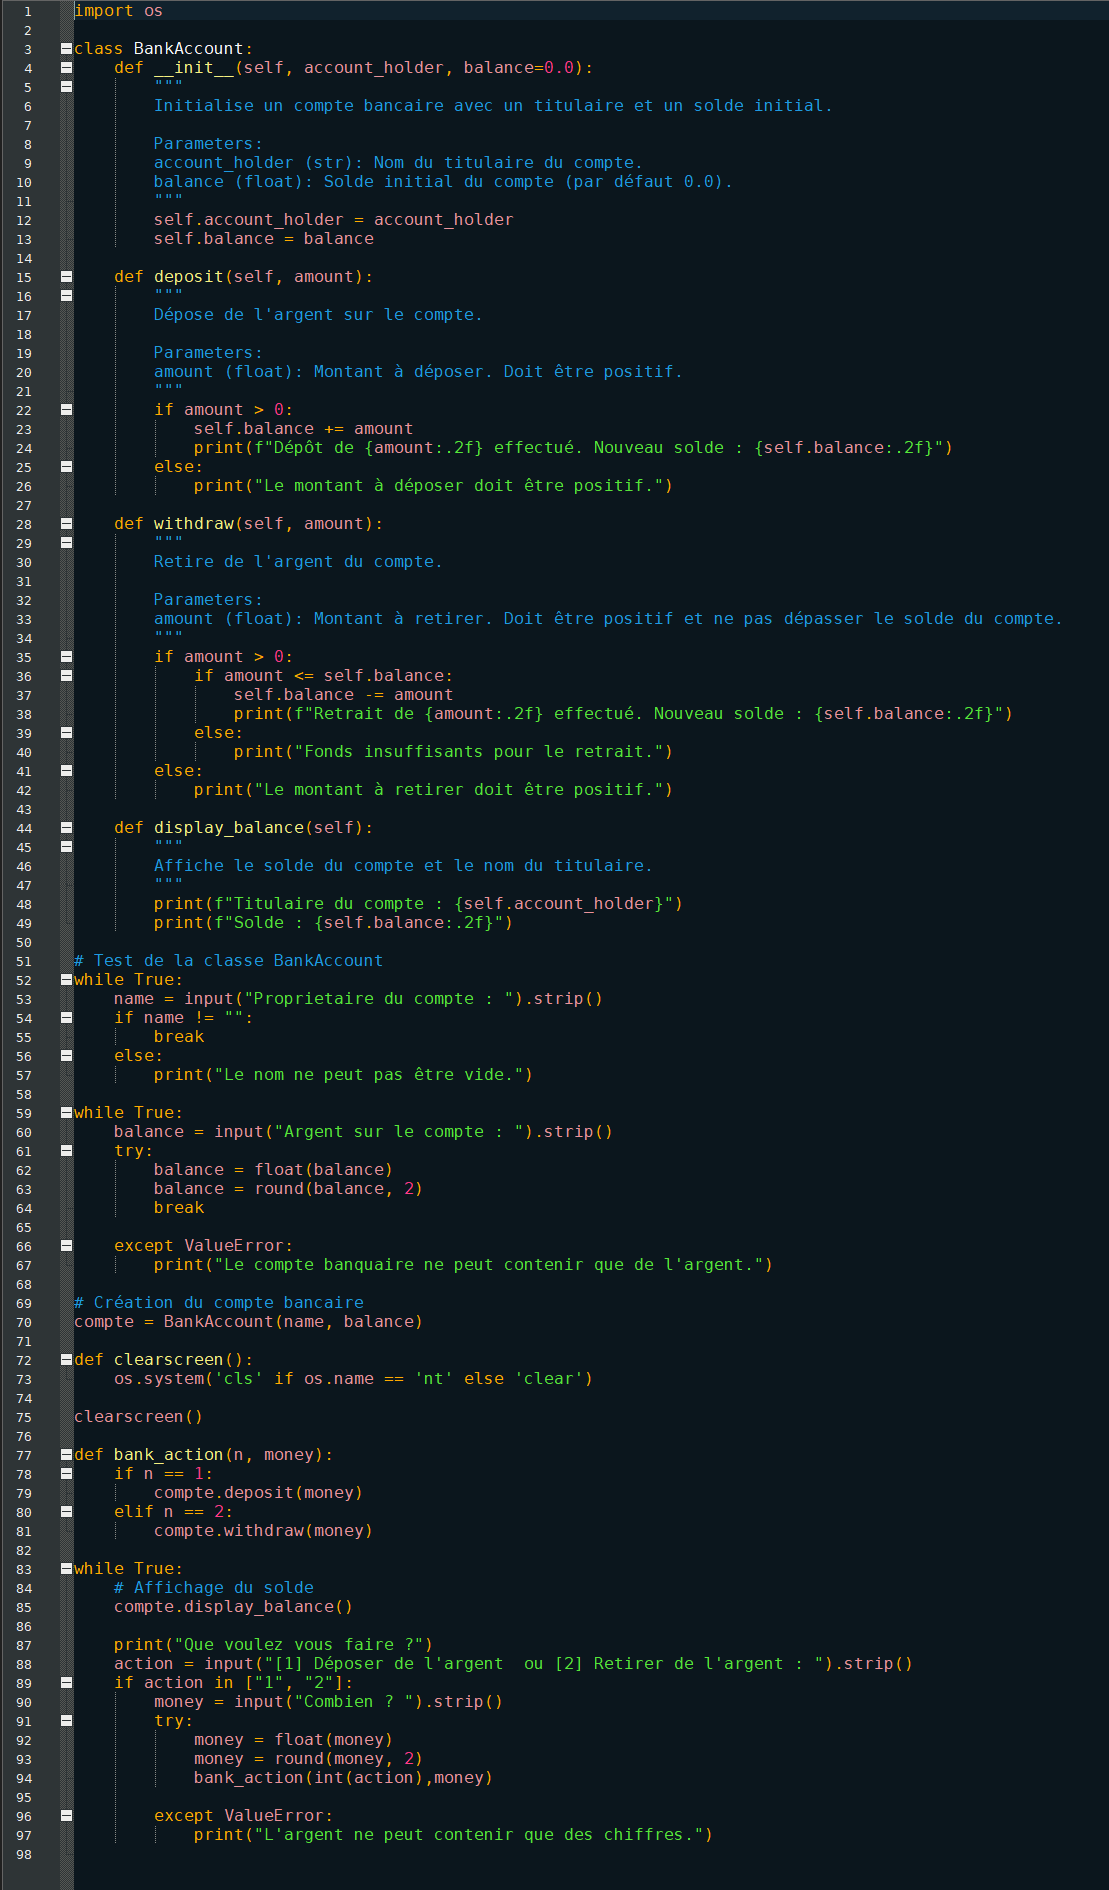 1 import os
2
3 class BankAccount:
4     def __init__(self, account_holder, balance=0.0):
5         """
6         Initialise un compte bancaire avec un titulaire et un solde initial.
7
8         Parameters:
9         account_holder (str): Nom du titulaire du compte.
10         balance (float): Solde initial du compte (par défaut 0.0).
11         """
12         self.account_holder = account_holder
13         self.balance = balance
14
15     def deposit(self, amount):
16         """
17         Dépose de l'argent sur le compte.
18
19         Parameters:
20         amount (float): Montant à déposer. Doit être positif.
21         """
22         if amount > 0:
23             self.balance += amount
24             print(f"Dépôt de {amount:.2f} effectué. Nouveau solde : {self.balance:.2f}")
25         else:
26             print("Le montant à déposer doit être positif.")
27
28     def withdraw(self, amount):
29         """
30         Retire de l'argent du compte.
31
32         Parameters:
33         amount (float): Montant à retirer. Doit être positif et ne pas dépasser le solde du compte.
34         """
35         if amount > 0:
36             if amount <= self.balance:
37                 self.balance -= amount
38                 print(f"Retrait de {amount:.2f} effectué. Nouveau solde : {self.balance:.2f}")
39             else:
40                 print("Fonds insuffisants pour le retrait.")
41         else:
42             print("Le montant à retirer doit être positif.")
43
44     def display_balance(self):
45         """
46         Affiche le solde du compte et le nom du titulaire.
47         """
48         print(f"Titulaire du compte : {self.account_holder}")
49         print(f"Solde : {self.balance:.2f}")
50
51 # Test de la classe BankAccount
52 while True:
53     name = input("Proprietaire du compte : ").strip()
54     if name != "":
55         break
56     else:
57         print("Le nom ne peut pas être vide.")
58
59 while True:
60     balance = input("Argent sur le compte : ").strip()
61     try:
62         balance = float(balance)
63         balance = round(balance, 2)
64         break
65
66     except ValueError:
67         print("Le compte banquaire ne peut contenir que de l'argent.")
68
69 # Création du compte bancaire
70 compte = BankAccount(name, balance)
71
72 def clearscreen():
73     os.system('cls' if os.name == 'nt' else 'clear')
74
75 clearscreen()
76
77 def bank_action(n, money):
78     if n == 1:
79         compte.deposit(money)
80     elif n == 2:
81         compte.withdraw(money)
82
83 while True:
84     # Affichage du solde
85     compte.display_balance()
86
87     print("Que voulez vous faire ?")
88     action = input("[1] Déposer de l'argent  ou [2] Retirer de l'argent : ").strip()
89     if action in ["1", "2"]:
90         money = input("Combien ? ").strip()
91         try:
92             money = float(money)
93             money = round(money, 2)
94             bank_action(int(action),money)
95
96         except ValueError:
97             print("L'argent ne peut contenir que des chiffres.")
98